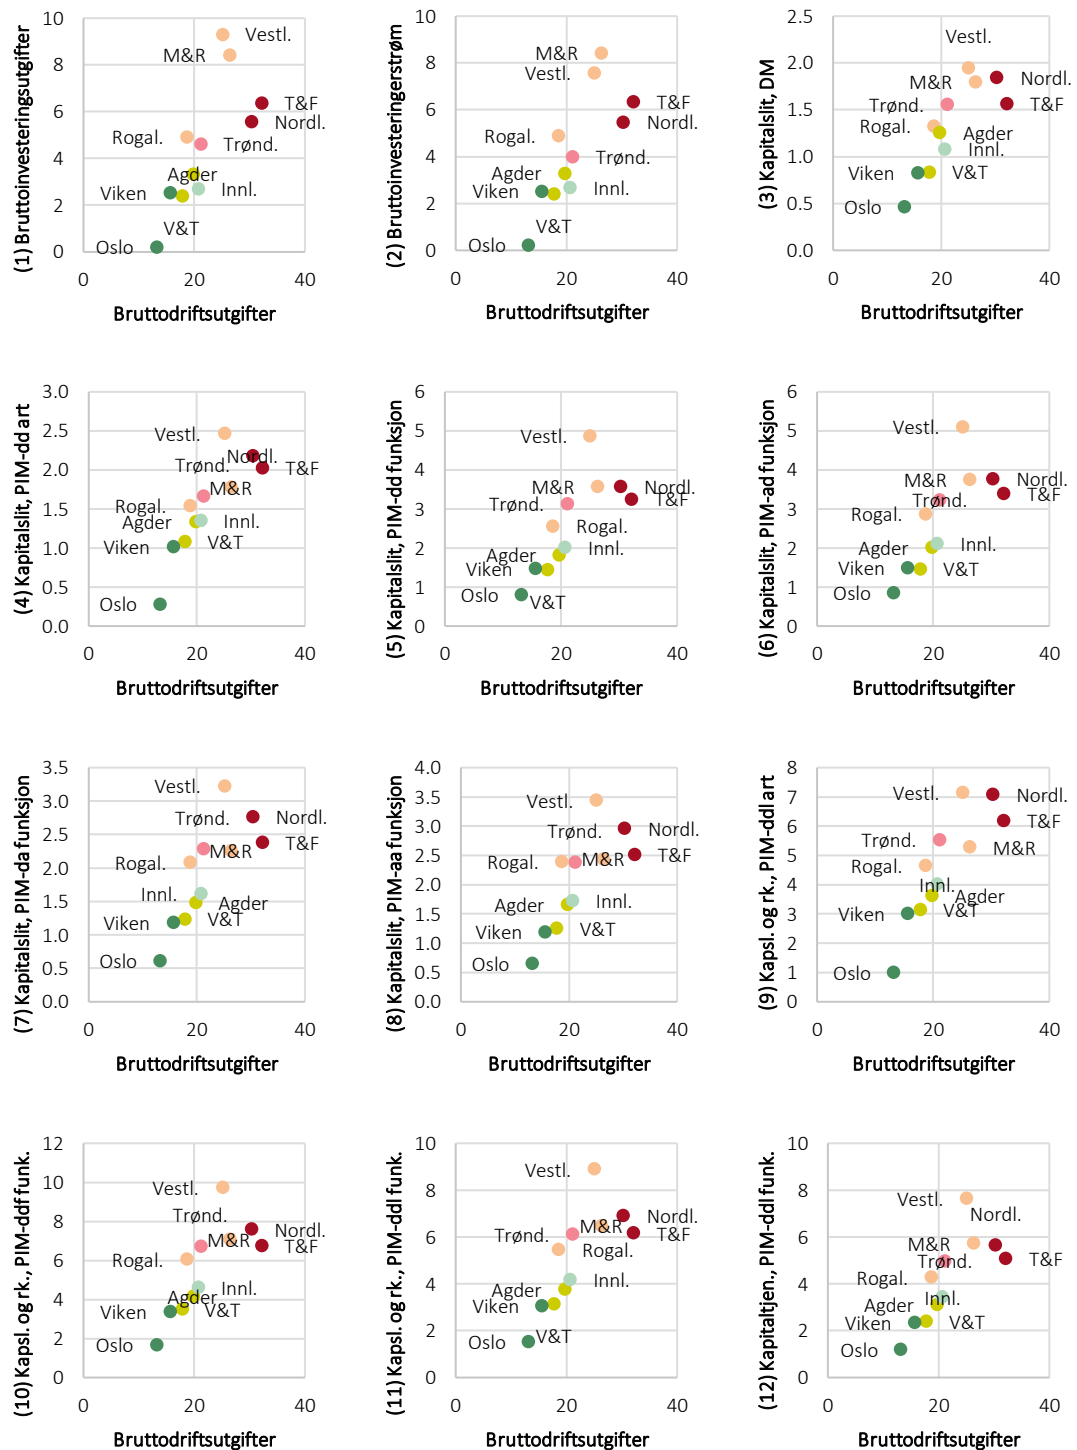 (1) Bruttoinvesteringsutgifter
10
8
6
4
2
0
Vestl.
M&R
T&F
Nordl.
Rogal.
Trønd.
Agder
Viken
Innl.
V&T
Oslo
0 20 40
Bruttodriftsutgifter
(2) Bruttoinvesteringerstrøm
10
8
6
4
2
0
M&R
Vestl.
T&F
Nordl.
Rogal.
Trønd.
Agder
Viken
Innl.
V&T
Oslo
0 20 40
Bruttodriftsutgifter
(3) Kapitalslit, DM
2.5
2.0
1.5
1.0
0.5
0.0
Vestl.
M&R
Nordl.
Trønd.
T&F
Rogal.
Agder
Innl.
Viken
V&T
Oslo
0 20 40
Bruttodriftsutgifter
(4) Kapitalslit, PIM-dd art
3.0
2.5
2.0
1.5
1.0
0.5
0.0
Vestl.
Nordl.
Trønd.
T&F
M&R
Rogal.
Agder
Innl.
Viken
V&T
Oslo
0 20 40
Bruttodriftsutgifter
(5) Kapitalslit, PIM-dd funksjon
6
5
4
3
2
1
0
Vestl.
M&R
Nordl.
Trønd.
T&F
Rogal.
Agder
Innl.
Viken
Oslo
V&T
0 20 40
Bruttodriftsutgifter
(6) Kapitalslit, PIM-ad funksjon
6
5
4
3
2
1
0
Vestl.
M&R
Nordl.
Trønd.
T&F
Rogal.
Agder
Innl.
Viken
V&T
Oslo
0 20 40
Bruttodriftsutgifter
(7) Kapitalslit, PIM-da funksjon
3.5
3.0
2.5
2.0
1.5
1.0
0.5
0.0
Vestl.
Trønd.
Nordl.
T&F
M&R
Rogal.
Innl.
Agder
Viken
V&T
Oslo
0 20 40
Bruttodriftsutgifter
(8) Kapitalslit, PIM-aa funksjon
4.0
3.5
3.0
2.5
2.0
1.5
1.0
0.5
0.0
Vestl.
Trønd.
Nordl.
Rogal.
M&R
T&F
Agder
Innl.
Viken
V&T
Oslo
0 20 40
Bruttodriftsutgifter
(9) Kapsl. og rk., PIM-ddl art
8
7
6
5
4
3
2
1
0
Vestl.
Nordl.
T&F
Trønd.
M&R
Rogal.
Innl.
Agder
Viken
V&T
Oslo
0 20 40
Bruttodriftsutgifter
(10) Kapsl. og rk., PIM-ddf funk.
12
10
8
6
4
2
0
Vestl.
Trønd.
Nordl.
M&R
T&F
Rogal.
Innl.
Agder
Viken
V&T
Oslo
0 20 40
Bruttodriftsutgifter
(11) Kapsl. og rk., PIM-ddl funk.
10
8
6
4
2
0
Vestl.
Nordl.
M&R
Trønd.
T&F
Rogal.
Innl.
Agder
Viken
V&T
Oslo
0 20 40
Bruttodriftsutgifter
(12) Kapitaltjen., PIM-ddl funk.
10
8
6
4
2
0
Vestl.
Nordl.
M&R
Trønd.
T&F
Rogal.
Innl.
Agder
Viken
V&T
Oslo
0 20 40
Bruttodriftsutgifter